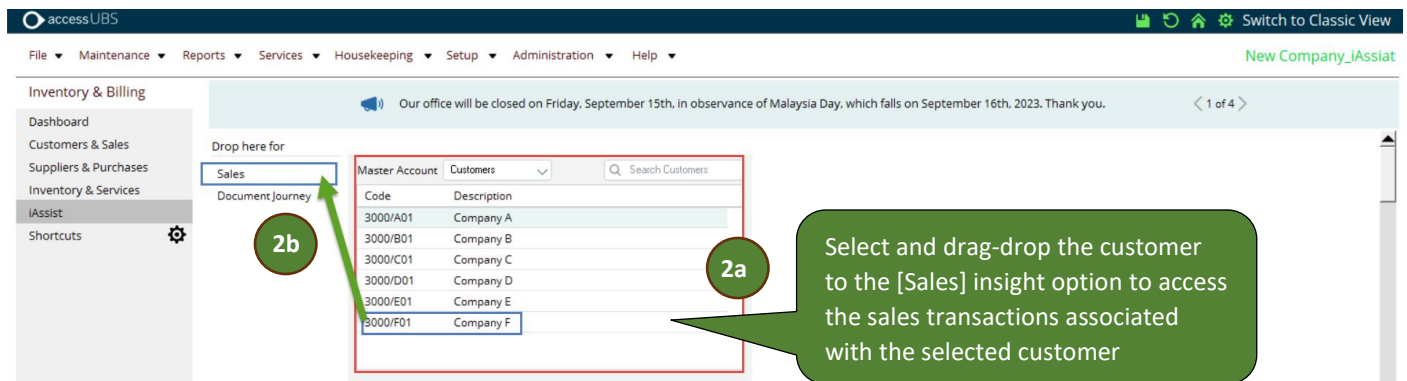 accessUBS
Switch to Classic View
File Maintenance Reports Services Housekeeping Setup Administration Help
New Company_iAssiat
Inventory & Billing
Our office will be closed on Friday, September 15th, in observance of Malaysia Day, which falls on September 16th, 2023. Thank you.
< 1 of 4 >
Dashboard
Customers & Sales
Suppliers & Purchases
Inventory & Services
iAssist
Shortcuts
Drop here for
Sales
Document Journey
2b
Master Account Customers Search Customers
Code Description
3000/A01 Company A
3000/B01 Company B
3000/C01 Company C
3000/D01 Company D
3000/E01 Company E
3000/F01 Company F
2a
Select and drag-drop the customer
to the [Sales] insight option to access
the sales transactions associated
with the selected customer